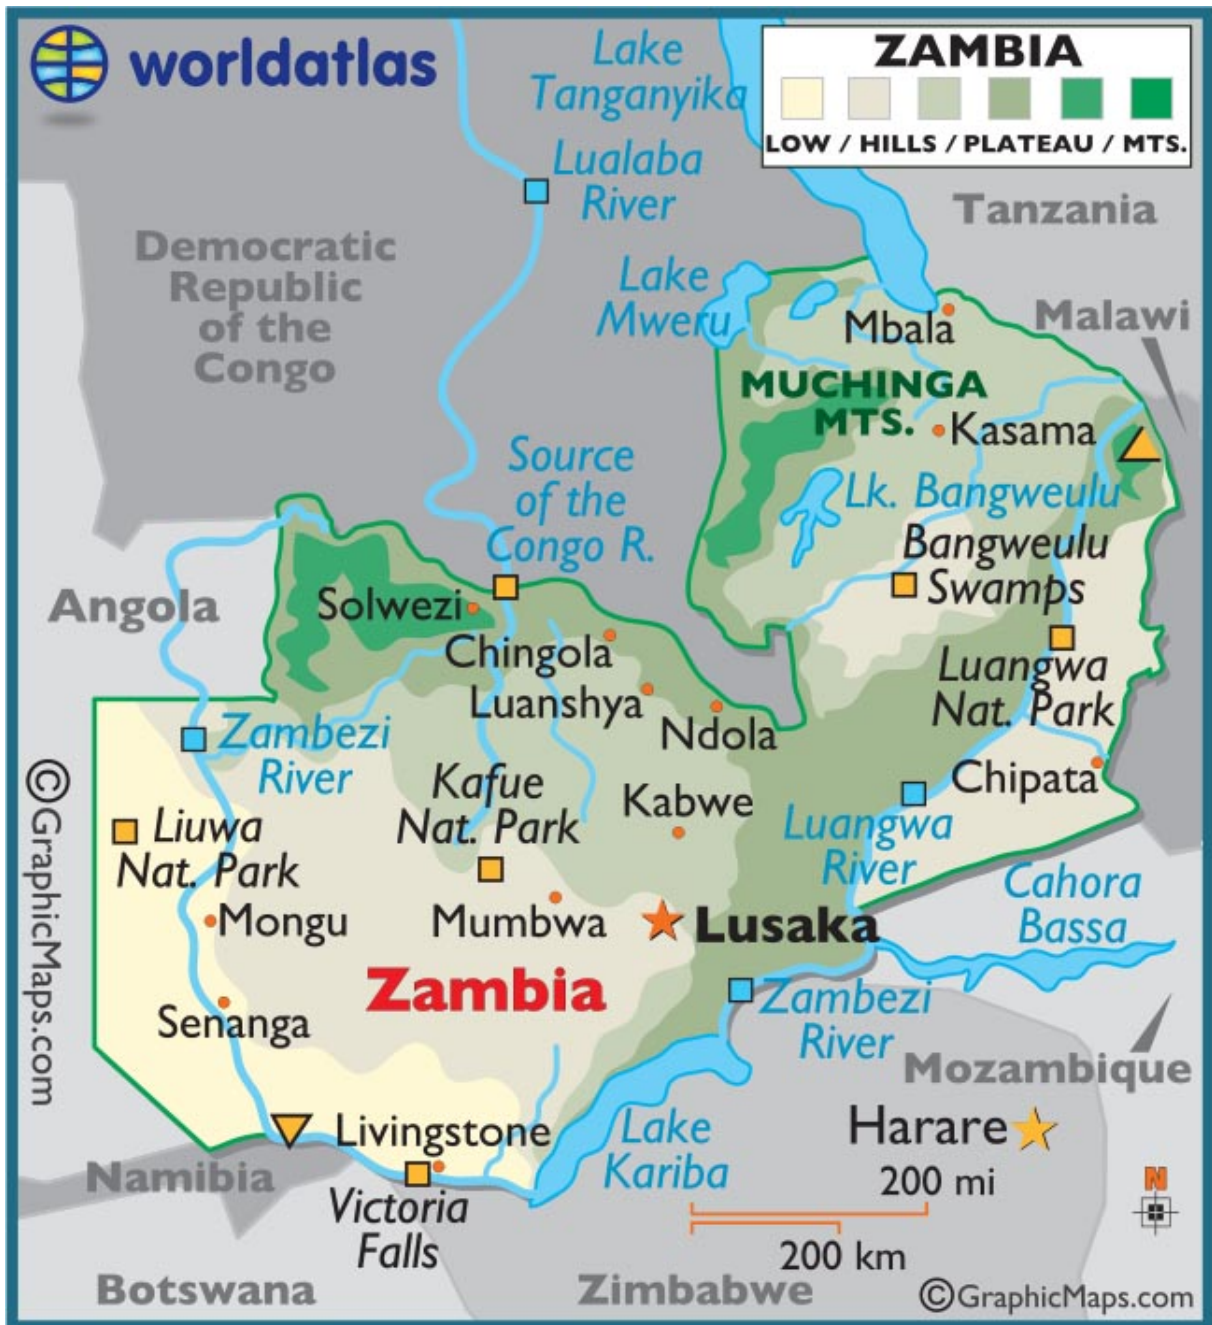 worldatlas
Lake
Tanganyika
ZAMBIA
LOW / HILLS / PLATEAU / MTS.
Lualaba
River
Tanzania
Democratic
Republic
of the
Congo
Lake
Mweru
Mbala
Malawi
MUCHINGA
MTS.
Kasama
Source
of the
Congo R.
Lk. Bangweulu
Bangweulu
Swamps
Angola
Solwezi
Chingola
Luanshya
Ndola
Luangwa
Nat. Park
Zambezi
River
Kafue
Nat. Park
Kabwe
Chipata
Liuwa
Nat. Park
Luangwa
River
Cahora
Bassa
Mongu
Mumbwa
Lusaka
Zambia
Senanga
Zambezi
River
Mozambique
©GraphicMaps.com
Livingstone
Lake
Kariba
Harare
Namibia
Victoria
Falls
200 mi
200 km
N
Botswana
Zimbabwe
©GraphicMaps.com